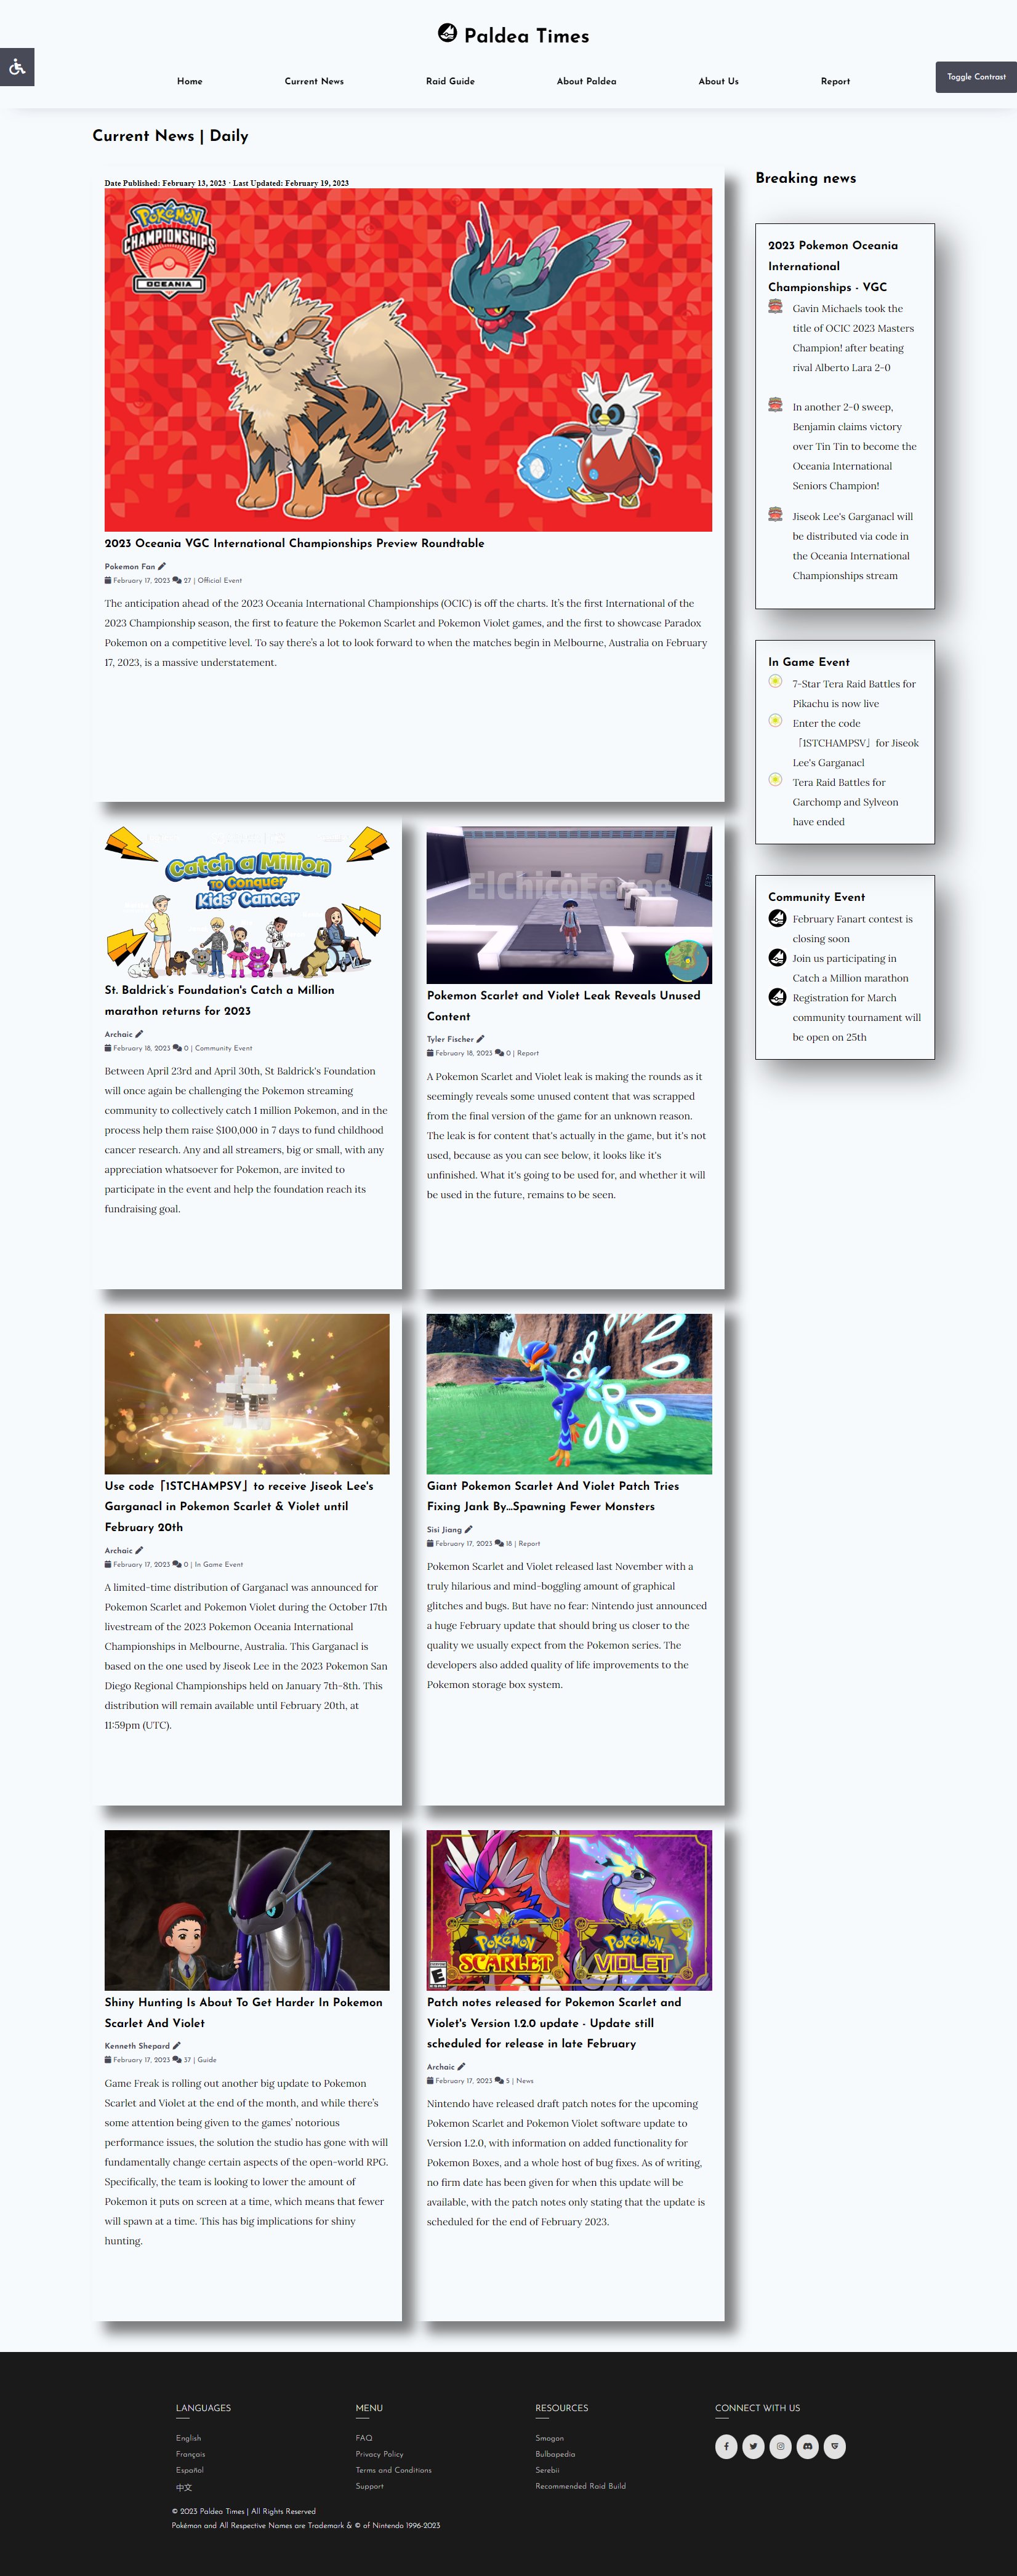 Paldea Times
Home
Current News
Raid Guide
About Paldea
About Us
Report
Toggle Contrast
Current News | Daily
Date Published: February 13, 2023 · Last Updated: February 19, 2023
Pokémon
CHAMPIONSHIPS
OCEANIA
2023 Oceania VGC International Championships Preview Roundtable
Pokemon Fan
February 17, 2023 27 | Official Event
The anticipation ahead of the 2023 Oceania International Championships (OCIC) is off the charts. It's the first International of the
2023 Championship season, the first to feature the Pokemon Scarlet and Pokemon Violet games, and the first to showcase Paradox
Pokemon on a competitive level. To say there's a lot to look forward to when the matches begin in Melbourne, Australia on February
17, 2023, is a massive understatement.
Catch a Million
TO Conquer
Kids' Cancer
St. Baldrick's Foundation's Catch a Million
marathon returns for 2023
Archaic
February 18, 2023 0 | Community Event
Between April 23rd and April 30th, St Baldrick's Foundation
will once again be challenging the Pokemon streaming
community to collectively catch 1 million Pokemon, and in the
process help them raise $100,000 in 7 days to fund childhood
cancer research. Any and all streamers, big or small, with any
appreciation whatsoever for Pokemon, are invited to
participate in the event and help the foundation reach its
fundraising goal.
Pokemon Scarlet and Violet Leak Reveals Unused
Content
Tyler Fischer
February 18, 2023 0 | Report
A Pokemon Scarlet and Violet leak is making the rounds as it
seemingly reveals some unused content that was scrapped
from the final version of the game for an unknown reason.
The leak is for content that's actually in the game, but it's not
used, because as you can see below, it looks like it's
unfinished. What it's going to be used for, and whether it will
be used in the future, remains to be seen.
Use code「1STCHAMPSV」to receive Jiseok Lee's
Garganacl in Pokemon Scarlet & Violet until
February 20th
Archaic
February 17, 2023 0 | In Game Event
A limited-time distribution of Garganacl was announced for
Pokemon Scarlet and Pokemon Violet during the October 17th
livestream of the 2023 Pokemon Oceania International
Championships in Melbourne, Australia. This Garganacl is
based on the one used by Jiseok Lee in the 2023 Pokemon San
Diego Regional Championships held on January 7th-8th. This
distribution will remain available until February 20th, at
11:59pm (UTC).
Giant Pokemon Scarlet And Violet Patch Tries
Fixing Jank By...Spawning Fewer Monsters
Sisi Jiang
February 17, 2023 18 | Report
Pokemon Scarlet and Violet released last November with a
truly hilarious and mind-boggling amount of graphical
glitches and bugs. But have no fear: Nintendo just announced
a huge February update that should bring us closer to the
quality we usually expect from the Pokemon series. The
developers also added quality of life improvements to the
Pokemon storage box system.
Shiny Hunting Is About To Get Harder In Pokemon
Scarlet And Violet
Kenneth Shepard
February 17, 2023 37 | Guide
Game Freak is rolling out another big update to Pokemon
Scarlet and Violet at the end of the month, and while there's
some attention being given to the games' notorious
performance issues, the solution the studio has gone with will
fundamentally change certain aspects of the open-world RPG.
Specifically, the team is looking to lower the amount of
Pokemon it puts on screen at a time, which means that fewer
will spawn at a time. This has big implications for shiny
hunting.
Pokémon
SCARLET
Pokémon
VIOLET
E
Patch notes released for Pokemon Scarlet and
Violet's Version 1.2.0 update - Update still
scheduled for release in late February
Archaic
February 17, 2023 5 | News
Nintendo have released draft patch notes for the upcoming
Pokemon Scarlet and Pokemon Violet software update to
Version 1.2.0, with information on added functionality for
Pokemon Boxes, and a whole host of bug fixes. As of writing,
no firm date has been given for when this update will be
available, with the patch notes only stating that the update is
scheduled for the end of February 2023.
Breaking news
2023 Pokemon Oceania
International
Championships - VGC
Gavin Michaels took the
title of OCIC 2023 Masters
Champion! after beating
rival Alberto Lara 2-0
In another 2-0 sweep,
Benjamin claims victory
over Tin Tin to become the
Oceania International
Seniors Champion!
Jiseok Lee's Garganacl will
be distributed via code in
the Oceania International
Championships stream
In Game Event
7-Star Tera Raid Battles for
Pikachu is now live
Enter the code
「1STCHAMPSV」for Jiseok
Lee's Garganacl
Tera Raid Battles for
Garchomp and Sylveon
have ended
Community Event
February Fanart contest is
closing soon
Join us participating in
Catch a Million marathon
Registration for March
community tournament will
be open on 25th
LANGUAGES
English
Français
Español
中文
MENU
FAQ
Privacy Policy
Terms and Conditions
Support
RESOURCES
Smogon
Bulbapedia
Serebii
Recommended Raid Build
CONNECT WITH US
© 2023 Paldea Times | All Rights Reserved
Pokémon and All Respective Names are Trademark & © of Nintendo 1996-2023